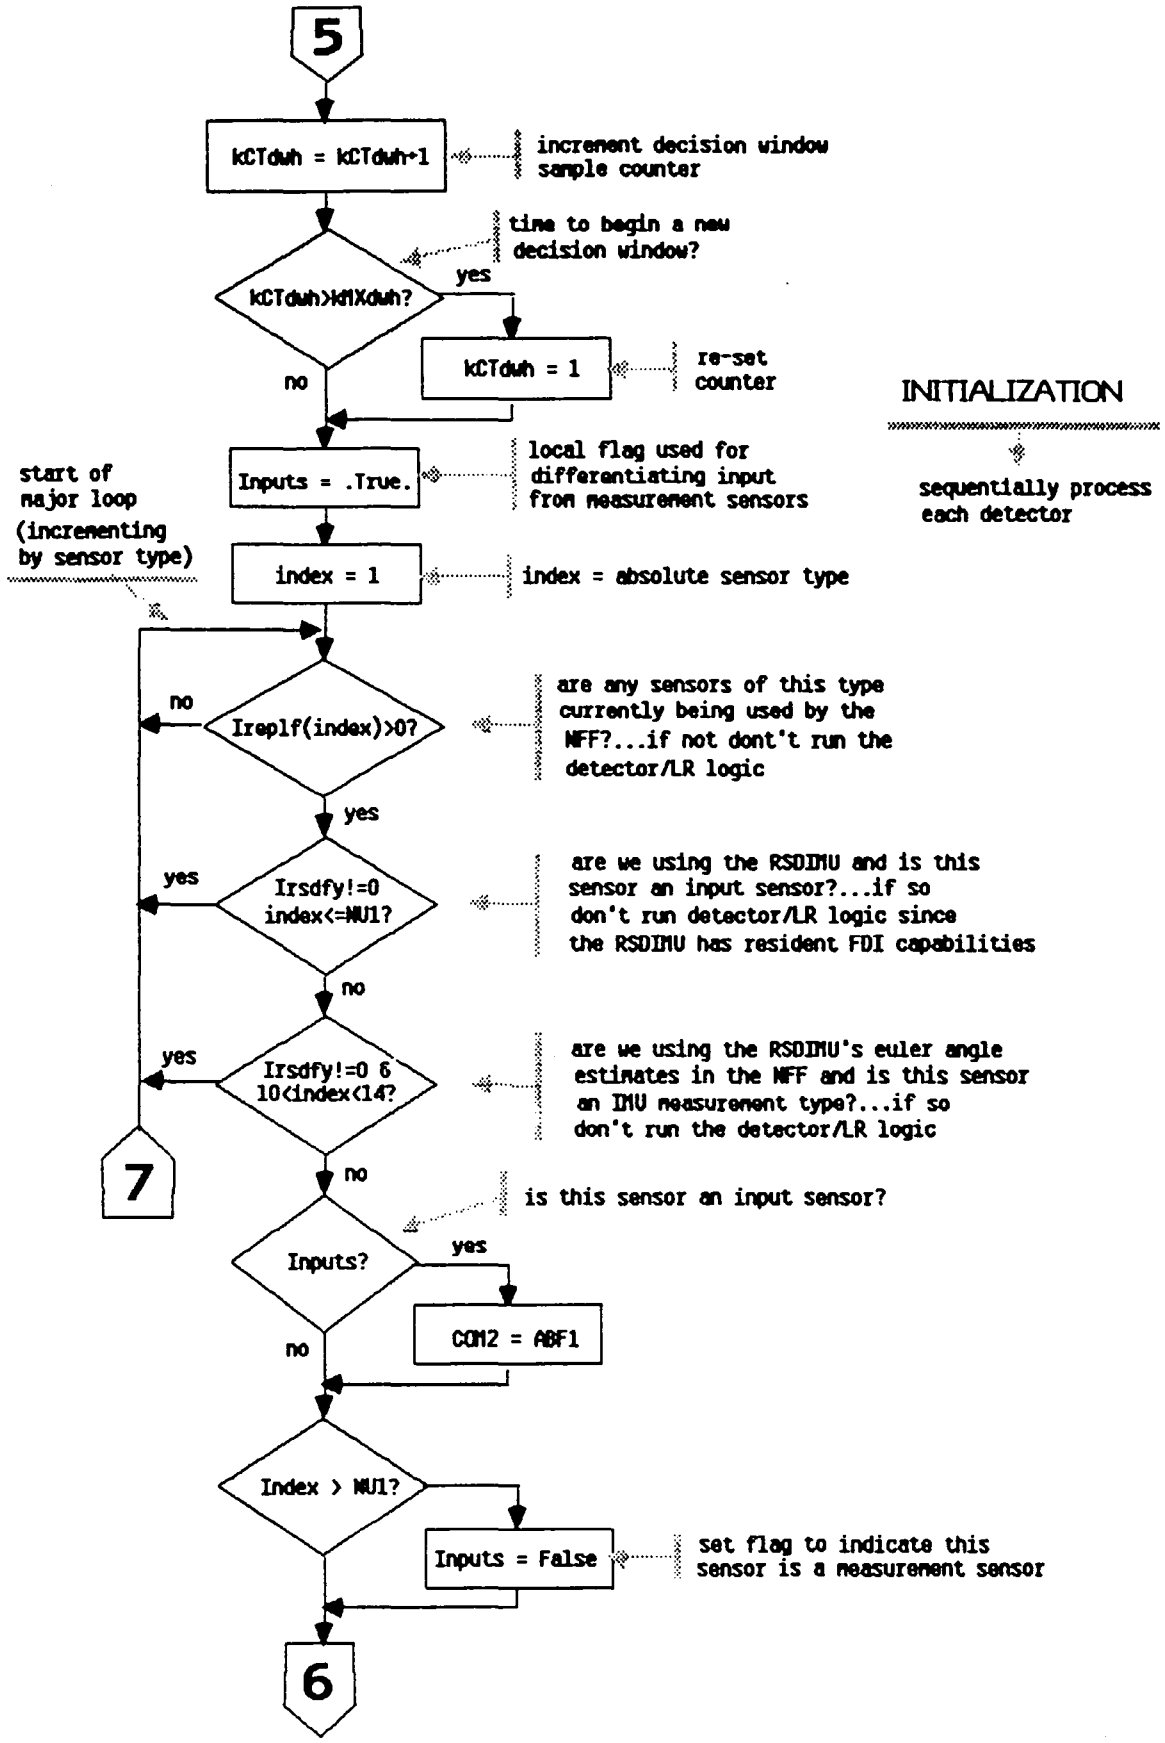 5
kCTdwh = kCTdwh+1
increment decision window
sample counter
time to begin a new
decision window?
kCTdwh>kMXdwh?
yes
no
kCTdwh = 1
re-set
counter
INITIALIZATION
sequentially process
each detector
Inputs = .True.
local flag used for
differentiating input
from measurement sensors
start of
major loop
(incrementing
by sensor type)
index = 1
index = absolute sensor type
Ireplf(index)>0?
no
yes
are any sensors of this type
currently being used by the
NFF?...if not dont't run the
detector/LR logic
Irsdfy!=0
index<=NU1?
yes
no
are we using the RSDIMU and is this
sensor an input sensor?...if so
don't run detector/LR logic since
the RSDIMU has resident FDI capabilities
Irsdfy!=0 &
10<index<14?
yes
no
are we using the RSDIMU's euler angle
estimates in the NFF and is this sensor
an IMU measurement type?...if so
don't run the detector/LR logic
7
is this sensor an input sensor?
Inputs?
yes
no
COM2 = ABF1
Index > NU1?
Inputs = False
set flag to indicate this
sensor is a measurement sensor
6